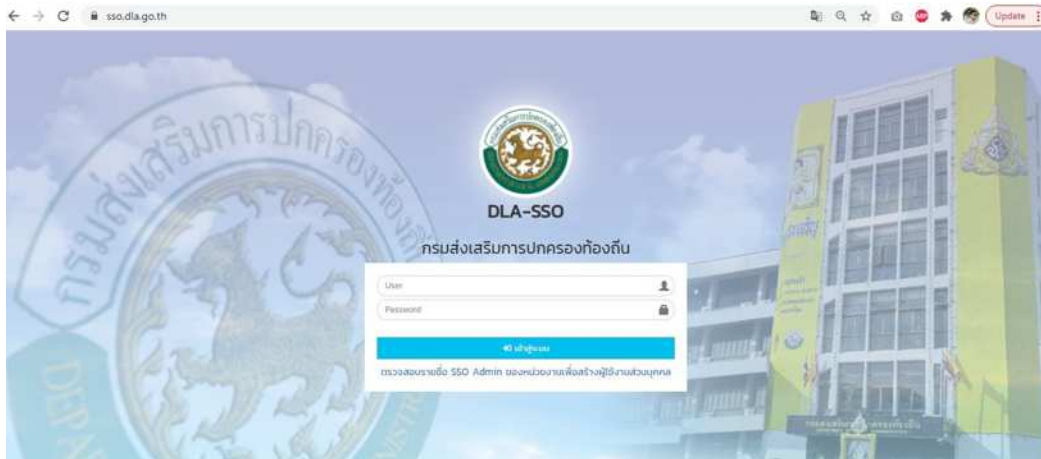 sso.dla.go.th
Update
กรมส่งเสริมการปกครองท้องถิ่น
DLA-SSO
กรมส่งเสริมการปกครองท้องถิ่น
User
Password
เข้าสู่ระบบ
ตรวจสอบรายชื่อ SSO Admin ของหน่วยงานเพื่อสร้างผู้ใช้งานส่วนบุคคล